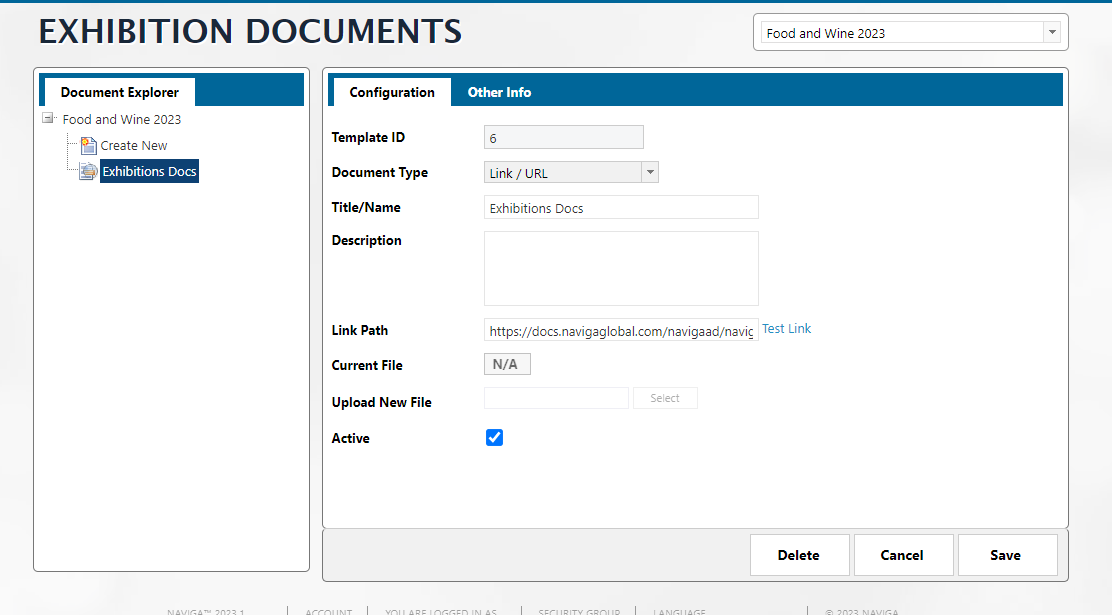 EXHIBITION DOCUMENTS
Food and Wine 2023
Document Explorer
Food and Wine 2023
Create New
Exhibitions Docs
Configuration
Other Info
Template ID
6
Document Type
Link / URL
Title/Name
Exhibitions Docs
Description
Link Path
https://docs.navigaglobal.com/navigaad/navig
Test Link
Current File
N/A
Upload New File
Select
Active
Delete
Cancel
Save
NAVIGA™ 2023.1
ACCOUNT
YOU ARE LOGGED IN AS
SECURITY GROUP
LANGUAGE
© 2023 NAVIGA